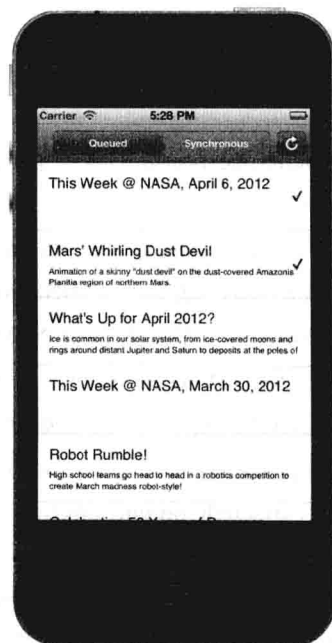 Carrier 5:28 PM
Queued Synchronous
This Week @ NASA, April 6, 2012
Mars' Whirling Dust Devil
Animation of a skinny "dust devil" on the dust-covered Amazonis
Planitia region of northern Mars.
What's Up for April 2012?
Ice is common in our solar system, from ice-covered moons and
rings around distant Jupiter and Saturn to deposits at the poles of
This Week @ NASA, March 30, 2012
Robot Rumble!
High school teams go head to head in a robotics competition to
create March madness robot-style!